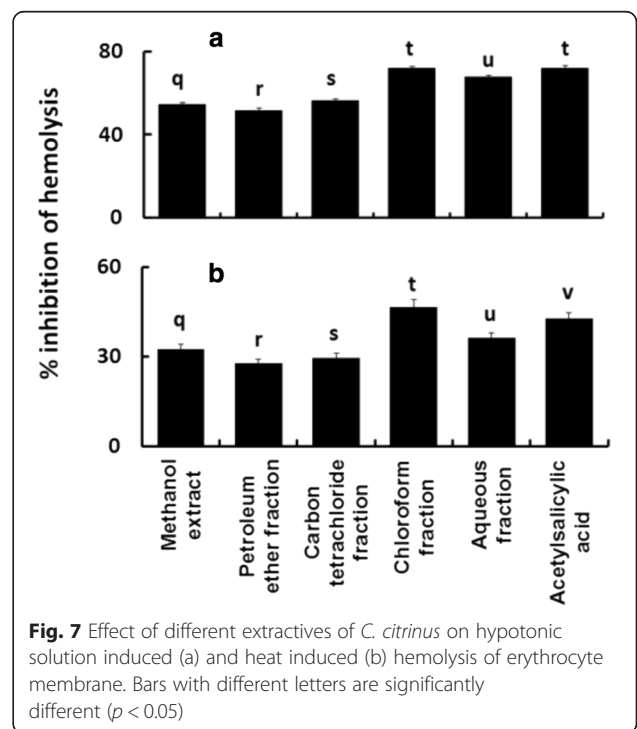 % inhibition of hemolysis
a
80
40
0
q r s t u t
b
60
30
0
q r s t u v
Methanol
extract
Petroleum
ether fraction
Carbon
tetrachloride
fraction
Chloroform
fraction
Aqueous
fraction
Acetylsalicylic
acid
Fig. 7 Effect of different extractives of C. citrinus on hypotonic
solution induced (a) and heat induced (b) hemolysis of erythrocyte
membrane. Bars with different letters are significantly
different (p < 0.05)